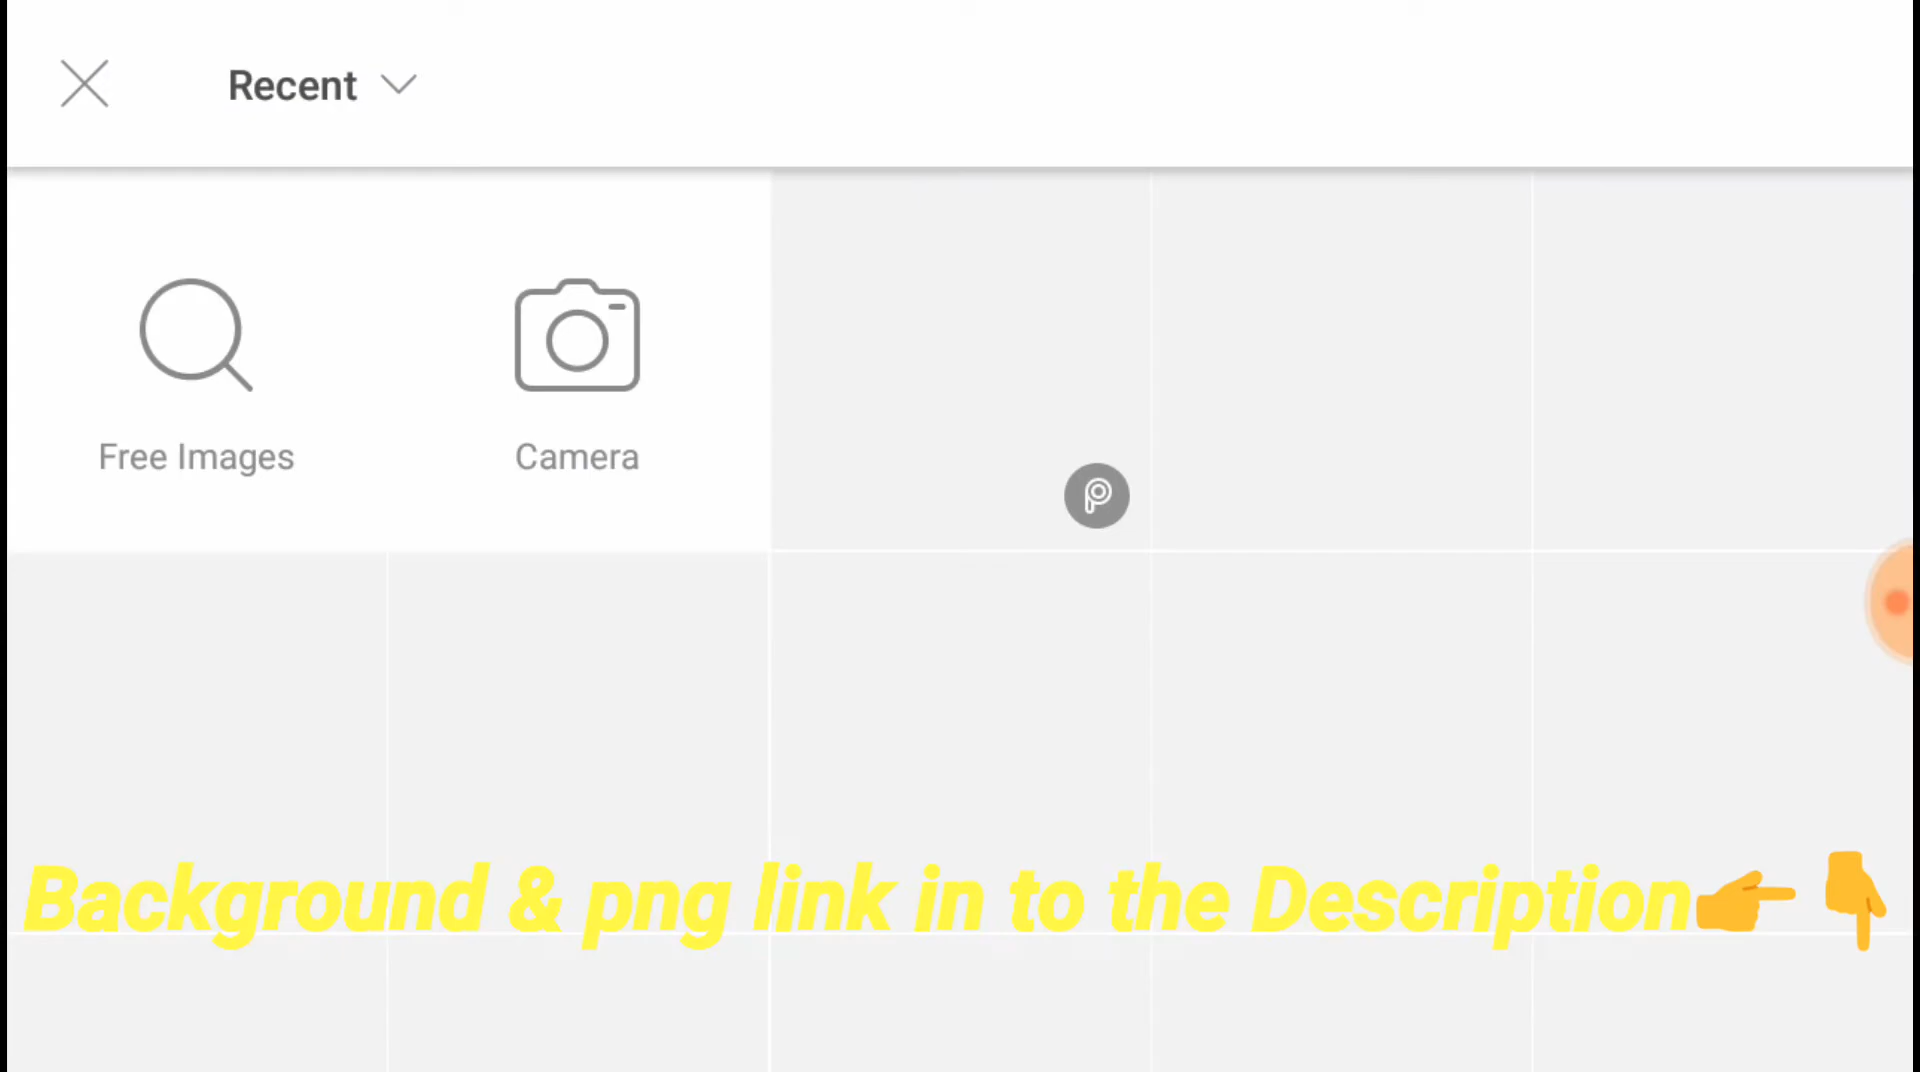 Recent
Free Images
Camera
Background & png link in to the Description👉👇